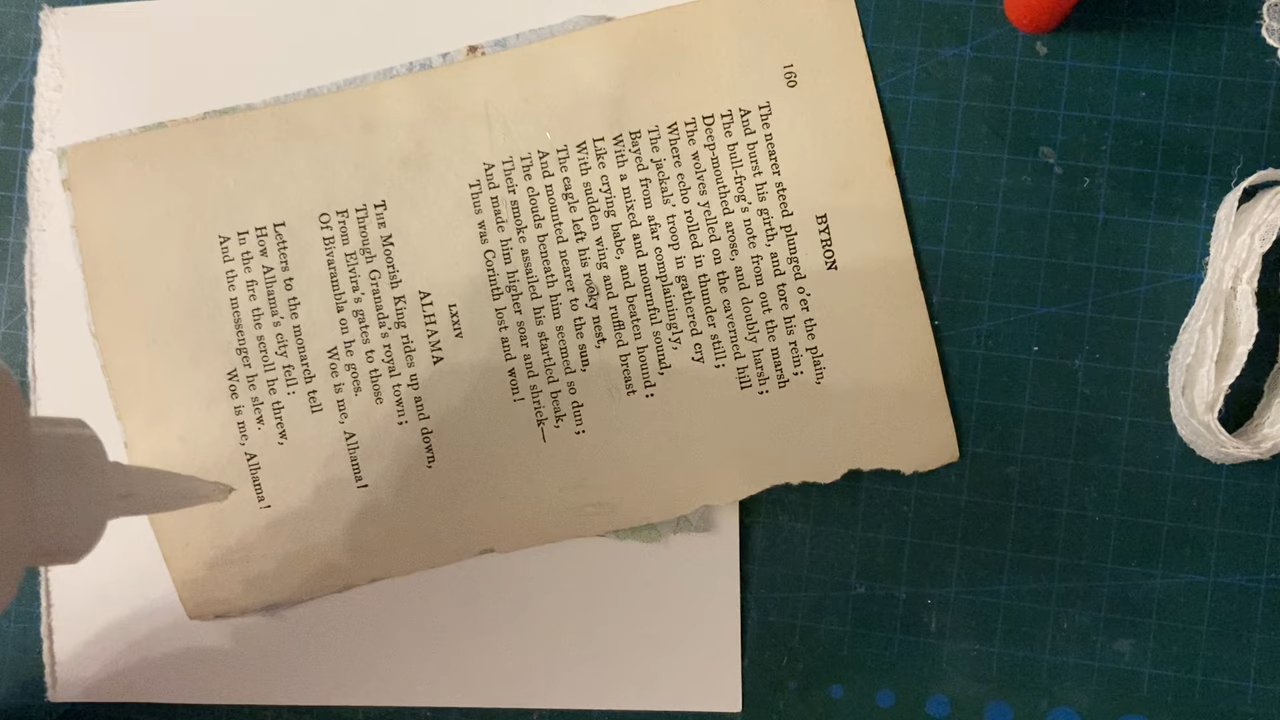 160
BYRON
The nearer steed plunged o'er the plain,
And burst his girth, and tore his rein;
The bull-frog's note from out the marsh
Deep-mouthed arose, and doubly harsh;
The wolves yelled on the caverned hill
Where echo rolled in thunder still;
The jackals' troop in gathered cry
Bayed from afar complainingly,
With a mixed and mournful sound,
Like crying babe, and beaten hound:
With sudden wing and ruffled breast
The eagle left his rocky nest,
And mounted nearer to the sun,
The clouds beneath him seemed so dun;
Their smoke assailed his startled beak,
And made him higher soar and shriek—
Thus was Corinth lost and won!
LXXIV
ALHAMA
THE Moorish King rides up and down,
Through Granada's royal town;
From Elvira's gates to those
Of Bivarambla on he goes.
Woe is me, Alhama!
Letters to the monarch tell
How Alhama's city fell:
In the fire the scroll he threw,
And the messenger he slew.
Woe is me, Alhama!